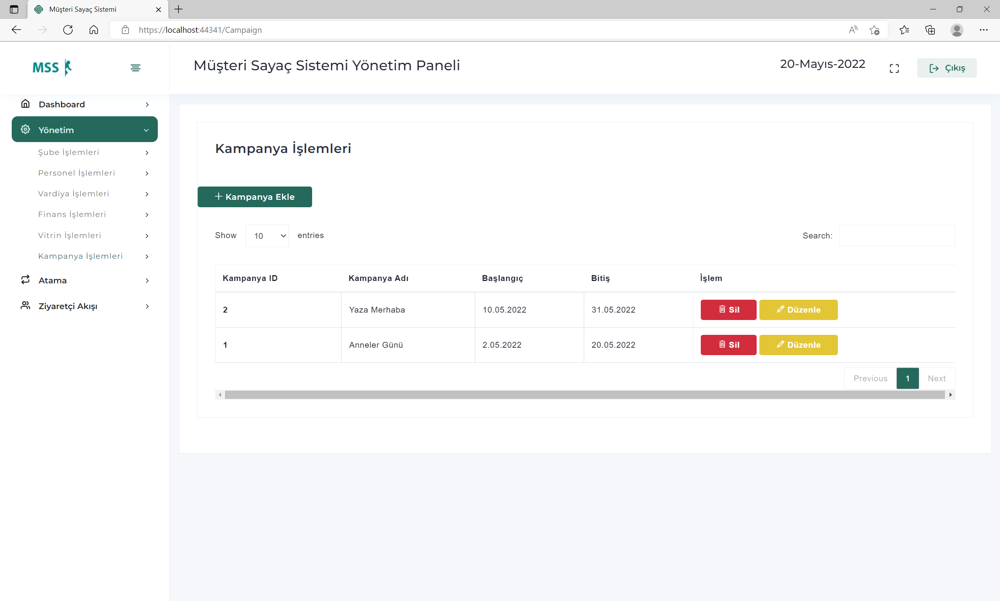 Müşteri Sayaç Sistemi
https://localhost:44341/Campaign
MSS
Müşteri Sayaç Sistemi Yönetim Paneli
20-Mayıs-2022
Çıkış
Dashboard
Yönetim
Şube İşlemleri
Personel İşlemleri
Vardiya İşlemleri
Finans İşlemleri
Vitrin İşlemleri
Kampanya İşlemleri
Atama
Ziyaretçi Akışı
Kampanya İşlemleri
Kampanya Ekle
Show 10 entries
Search:
Kampanya ID Kampanya Adı Başlangıç Bitiş İşlem
2 Yaza Merhaba 10.05.2022 31.05.2022 Sil Düzenle
1 Anneler Günü 2.05.2022 20.05.2022 Sil Düzenle
Previous 1 Next